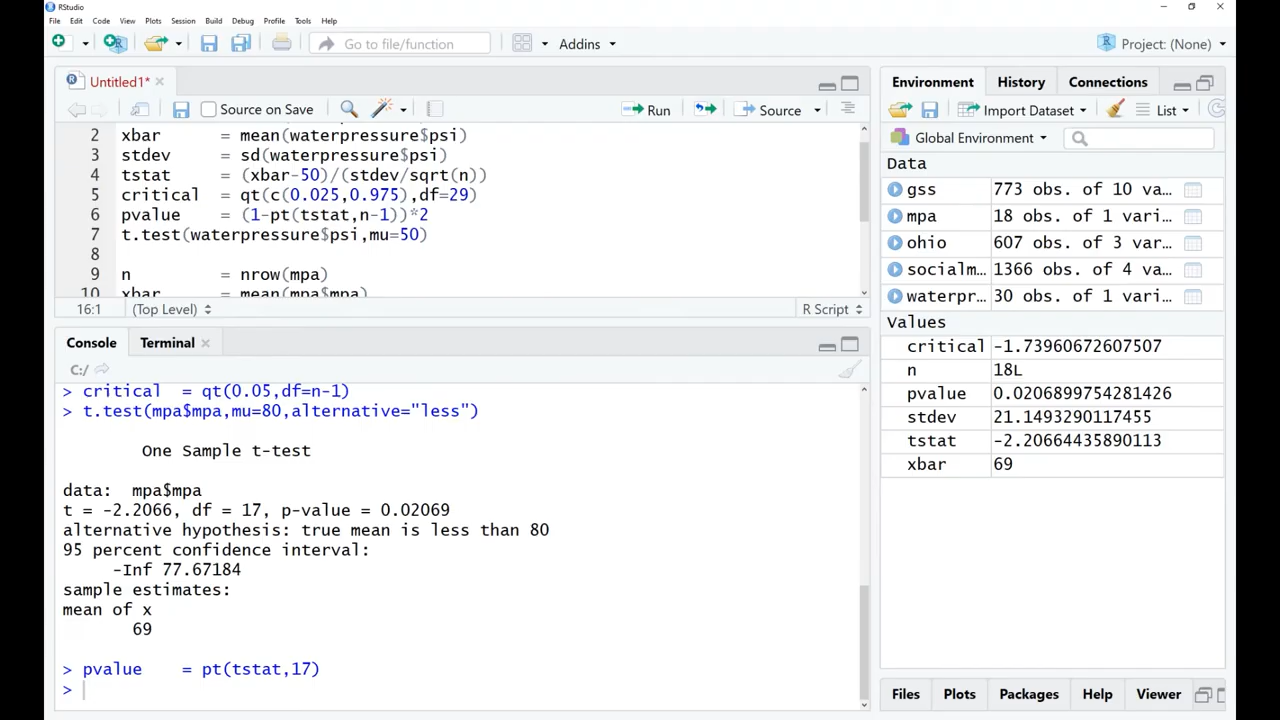 RStudio
File Edit Code View Plots Session Build Debug Profile Tools Help
Go to file/function Addins Project: (None)
Untitled1*
Source on Save Run Source
2 xbar = mean(waterpressure$psi)
3 stdev = sd(waterpressure$psi)
4 tstat = (xbar-50)/(stdev/sqrt(n))
5 critical = qt(c(0.025,0.975),df=29)
6 pvalue = (1-pt(tstat,n-1))*2
7 t.test(waterpressure$psi,mu=50)
8
9 n = nrow(mpa)
10 xbar = mean(mpa$mpa)
16:1 (Top Level) R Script
Console Terminal
C:/
> critical = qt(0.05,df=n-1)
> t.test(mpa$mpa,mu=80,alternative="less")
One Sample t-test
data: mpa$mpa
t = -2.2066, df = 17, p-value = 0.02069
alternative hypothesis: true mean is less than 80
95 percent confidence interval:
-Inf 77.67184
sample estimates:
mean of x
69
> pvalue = pt(tstat,17)
>
Environment History Connections
Import Dataset List
Global Environment
Data
gss 773 obs. of 10 va…
mpa 18 obs. of 1 vari…
ohio 607 obs. of 3 var…
socialm… 1366 obs. of 4 va…
waterpr… 30 obs. of 1 vari…
Values
critical -1.73960672607507
n 18L
pvalue 0.0206899754281426
stdev 21.1493290117455
tstat -2.20664435890113
xbar 69
Files Plots Packages Help Viewer